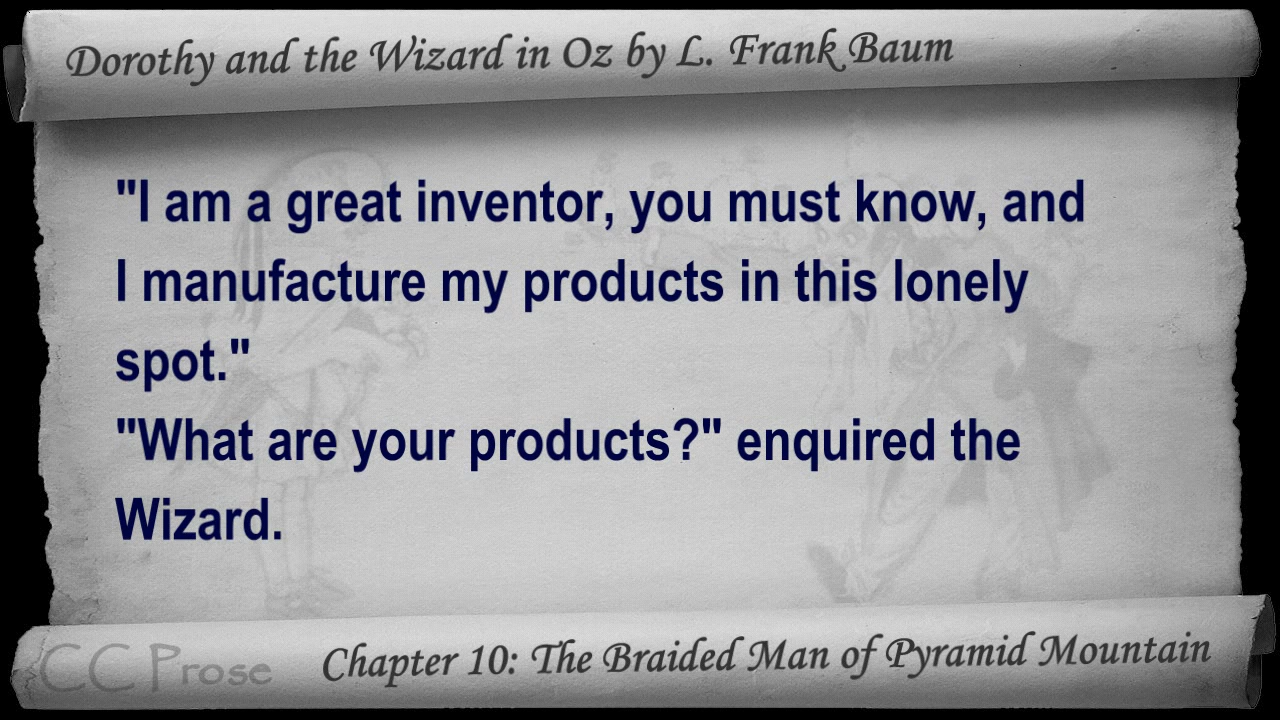 Dorothy and the Wizard in Oz by L. Frank Baum
"I am a great inventor, you must know, and
I manufacture my products in this lonely
spot."
"What are your products?" enquired the
Wizard.
CC Prose
Chapter 10: The Braided Man of Pyramid Mountain